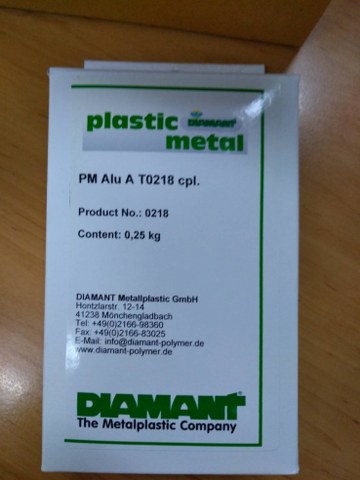 plastic DIAMANT
metal
PM Alu A T0218 cpl.
Product No.: 0218
Content: 0,25 kg
DIAMANT Metallplastic GmbH
Hontzlarstr. 12-14
41238 Mönchengladbach
Tel: +49(0)2166-98360
Fax: +49(0)2166-83025
E-Mail: info@diamant-polymer.de
www.diamant-polymer.de
DIAMANT®
The Metalplastic Company